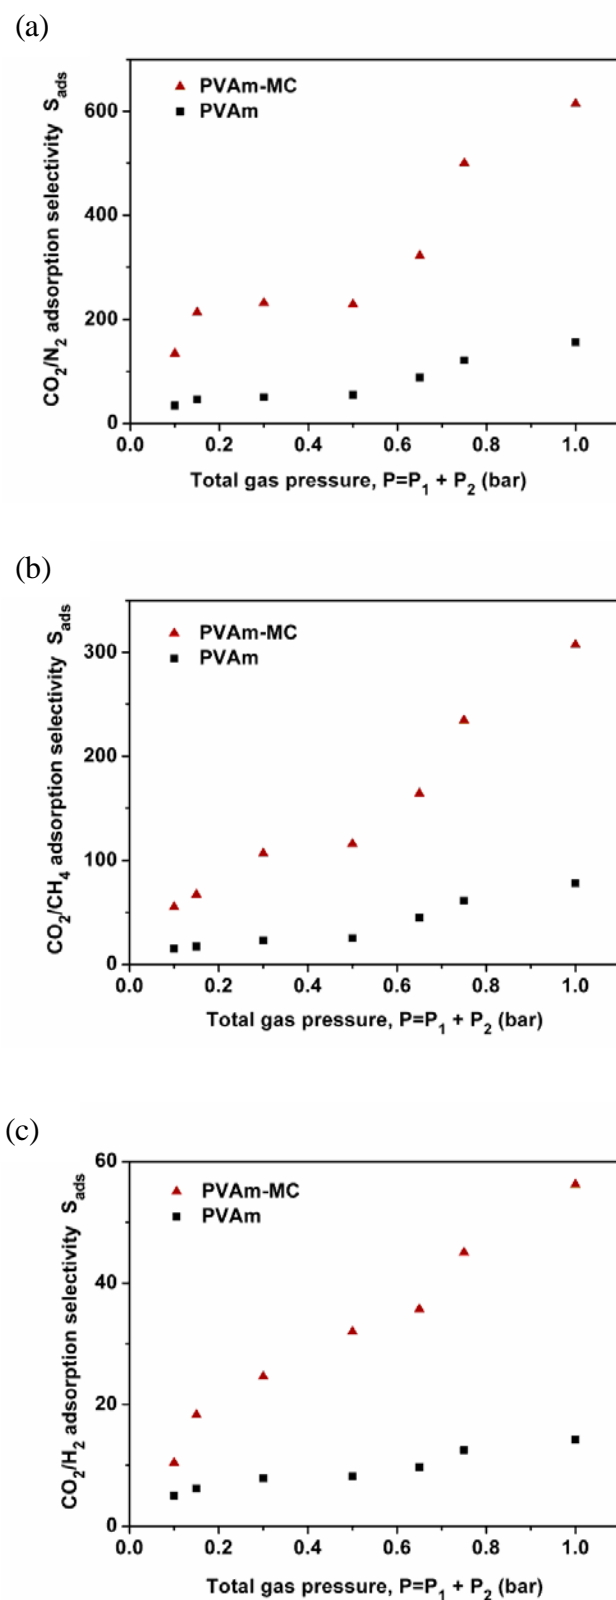 (a)
PVAm-MC
PVAm
600
400
200
0
0.0 0.2 0.4 0.6 0.8 1.0
CO2/N2 adsorption selectivity Sads
Total gas pressure, P=P1 + P2 (bar)
(b)
PVAm-MC
PVAm
300
200
100
0
0.0 0.2 0.4 0.6 0.8 1.0
CO2/CH4 adsorption selectivity Sads
Total gas pressure, P=P1 + P2 (bar)
(c)
60
PVAm-MC
PVAm
40
20
0
0.0 0.2 0.4 0.6 0.8 1.0
CO2/H2 adsorption selectivity Sads
Total gas pressure, P=P1 + P2 (bar)